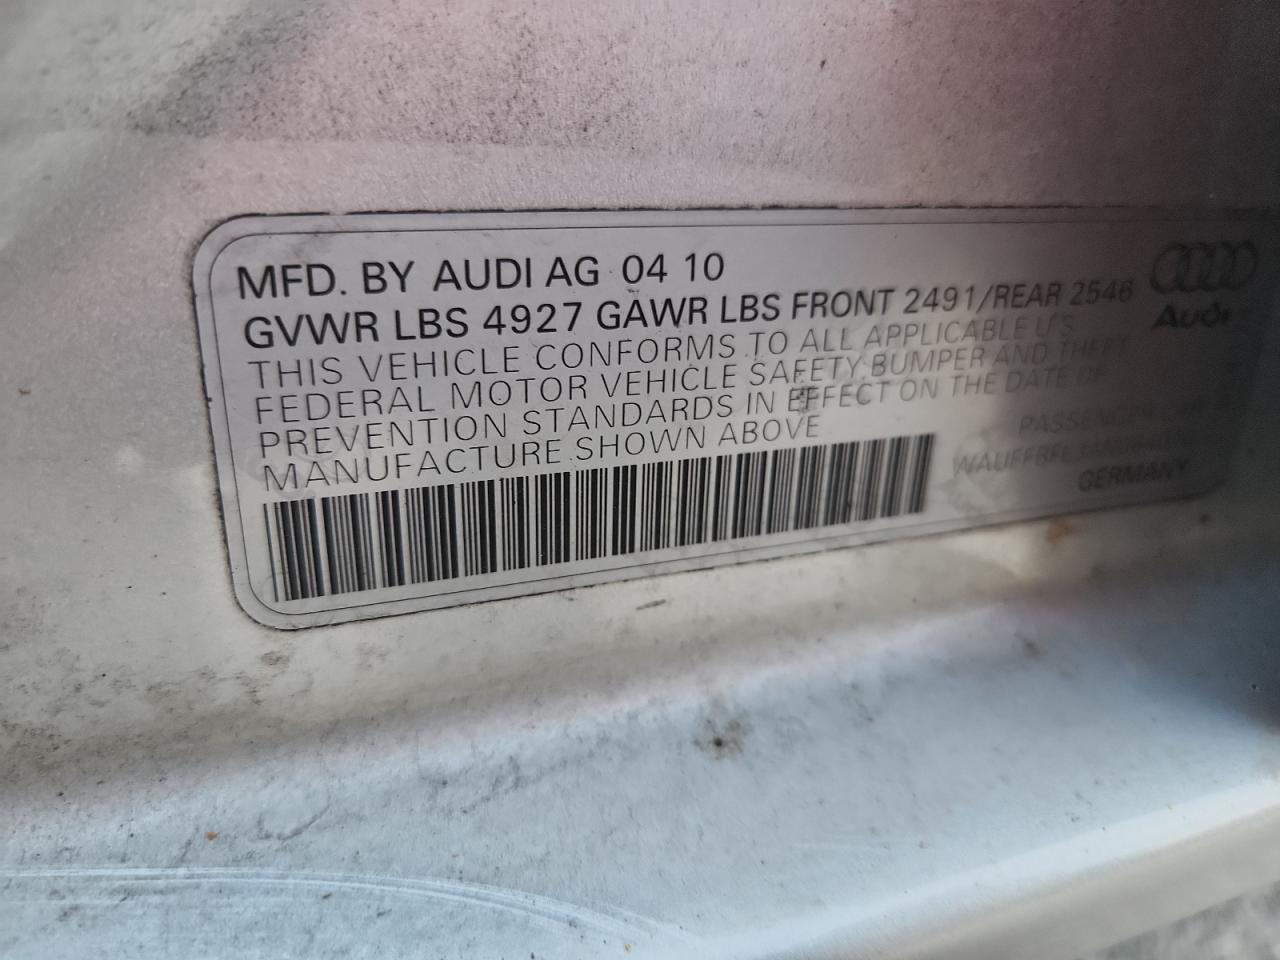 MFD. BY AUDI AG 04 10
GVWR LBS 4927 GAWR LBS FRONT 2491/REAR 2546
THIS VEHICLE CONFORMS TO ALL APPLICABLE U S
FEDERAL MOTOR VEHICLE SAFETY BUMPER AND THEFT
PREVENTION STANDARDS IN EFFECT ON THE DATE OF
MANUFACTURE SHOWN ABOVE
Audi
PASSENGER
GERMANY